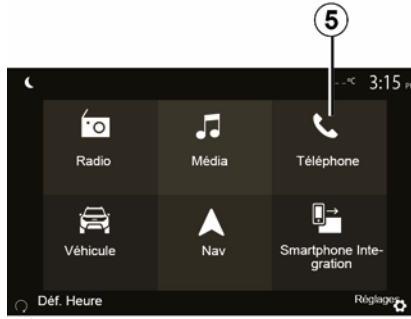 5
--°C 3:15
Radio
Média
Téléphone
Véhicule
Nav
Smartphone Inte-
gration
Déf. Heure
Réglages